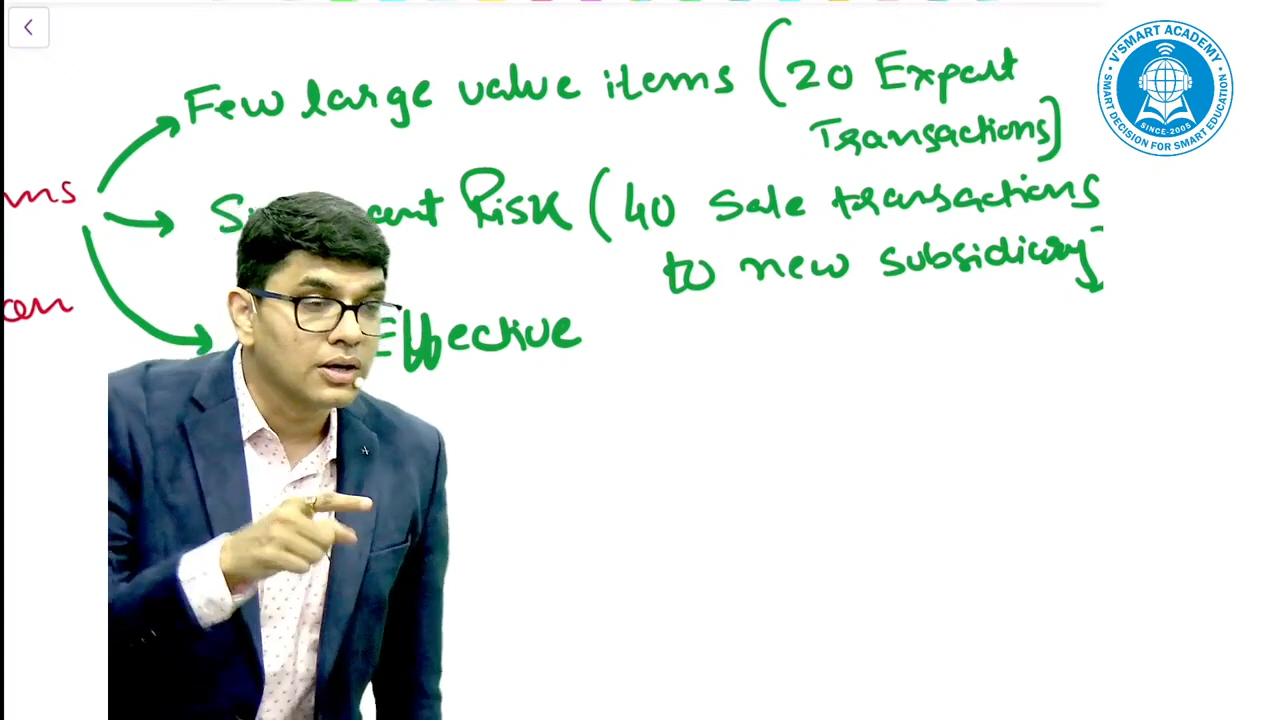 Few large value items (20 Export
Transactions)
Risk (40 Sale transactions
to new subsidiary
Effective
V'SMART ACADEMY
SMART DECISION FOR SMART EDUCATION
SINCE-2005